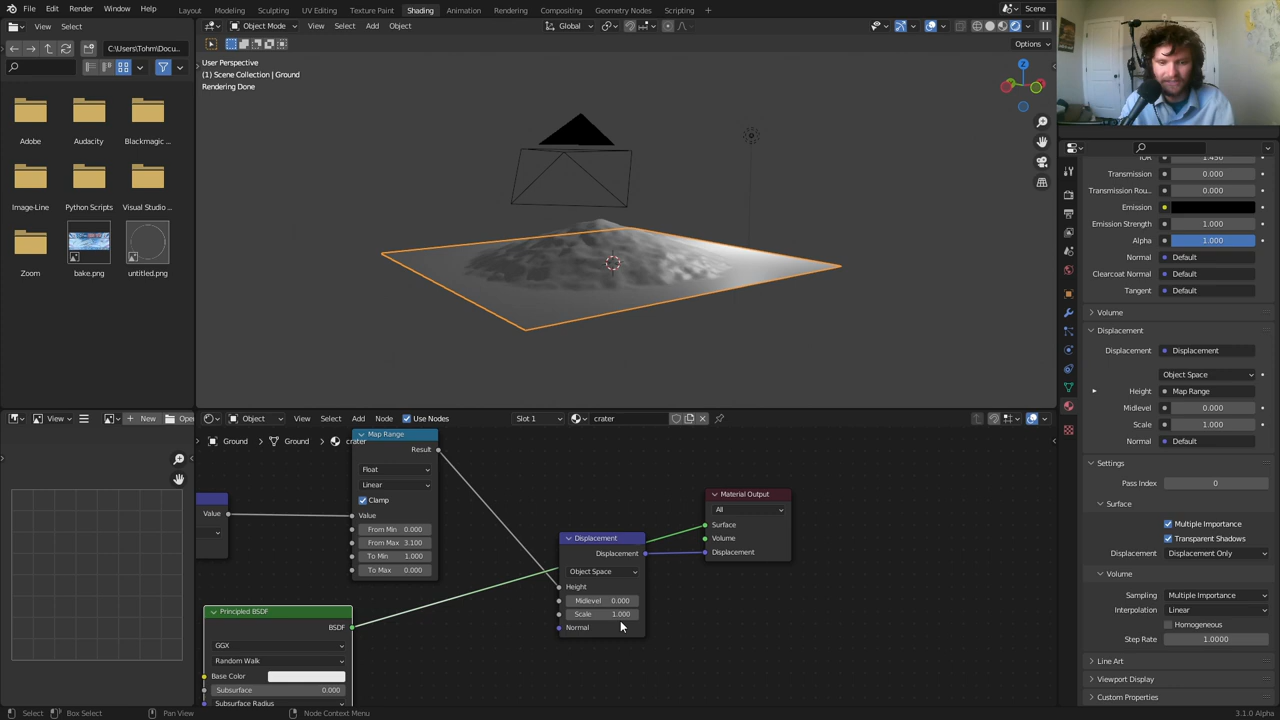 File Edit Render Window Help Layout Modeling Sculpting UV Editing Texture Paint Shading Animation Rendering Compositing Geometry Nodes Scripting + Scene
View Select
Object Mode View Select Add Object Global
C:\Users\Tohm\Docu...
Options
User Perspective
(1) Scene Collection | Ground
Rendering Done
Z
Adobe Audacity Blackmagic ...
Image-Line Python Scripts Visual Studio ...
Zoom bake.png untitled.png
IOR 1.450
Transmission 0.000
Transmission Rou... 0.000
Emission
Emission Strength 1.000
Alpha 1.000
Normal Default
Clearcoat Normal Default
Tangent Default
Volume
Displacement
Displacement Displacement
Object Space
Height Map Range
Midlevel 0.000
Scale 1.000
Normal Default
Settings
Pass Index 0
Surface
Multiple Importance
Transparent Shadows
Displacement Displacement Only
Volume
Sampling Multiple Importance
Interpolation Linear
Homogeneous
Step Rate 1.0000
Line Art
Viewport Display
Custom Properties
View + New Open
Object View Select Add Node Use Nodes Slot 1 crater
Ground Ground crater
Map Range
Result
Float
Linear
Clamp
Value
From Min 0.000
From Max 3.100
To Min 1.000
To Max 0.000
Value
Displacement
Displacement
Object Space
Height
Midlevel 0.000
Scale 1.000
Normal
Material Output
All
Surface
Volume
Displacement
Principled BSDF
BSDF
GGX
Random Walk
Base Color
Subsurface 0.000
Subsurface Radius
Select Box Select Pan View Node Context Menu 3.1.0 Alpha